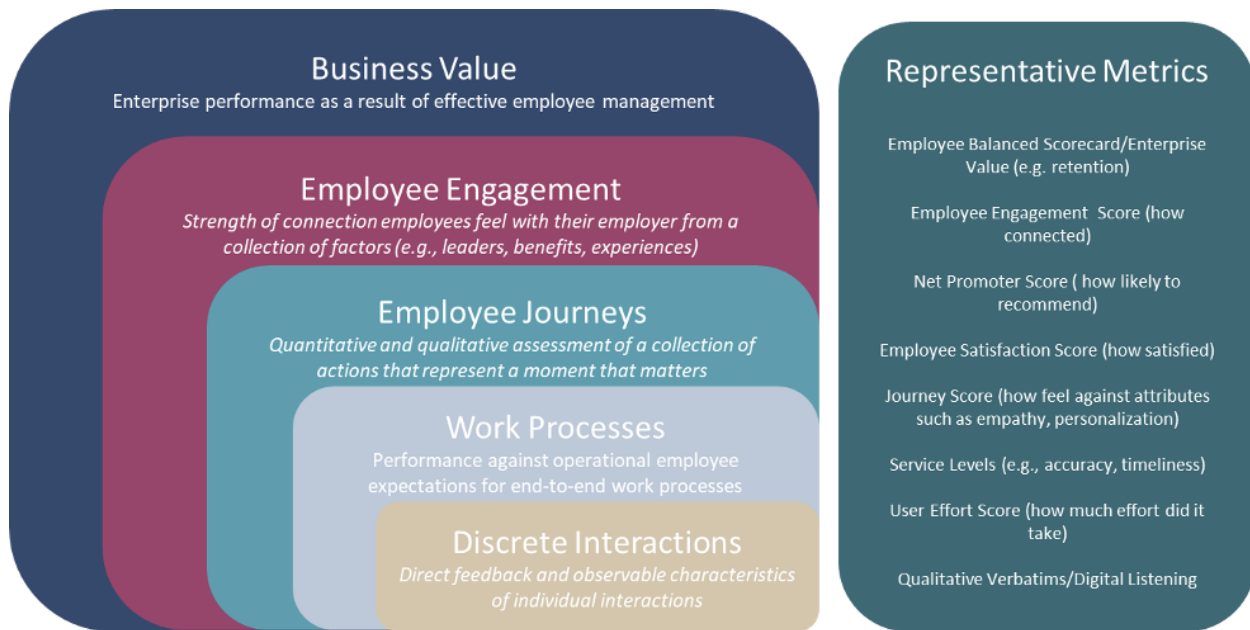 Business Value
Enterprise performance as a result of effective employee management
Employee Engagement
Strength of connection employees feel with their employer from a
collection of factors (e.g., leaders, benefits, experiences)
Employee Journeys
Quantitative and qualitative assessment of a collection of
actions that represent a moment that matters
Work Processes
Performance against operational employee
expectations for end-to-end work processes
Discrete Interactions
Direct feedback and observable characteristics
of individual interactions
Representative Metrics
Employee Balanced Scorecard/Enterprise
Value (e.g. retention)
Employee Engagement Score (how
connected)
Net Promoter Score ( how likely to
recommend)
Employee Satisfaction Score (how satisfied)
Journey Score (how feel against attributes
such as empathy, personalization)
Service Levels (e.g., accuracy, timeliness)
User Effort Score (how much effort did it
take)
Qualitative Verbatims/Digital Listening